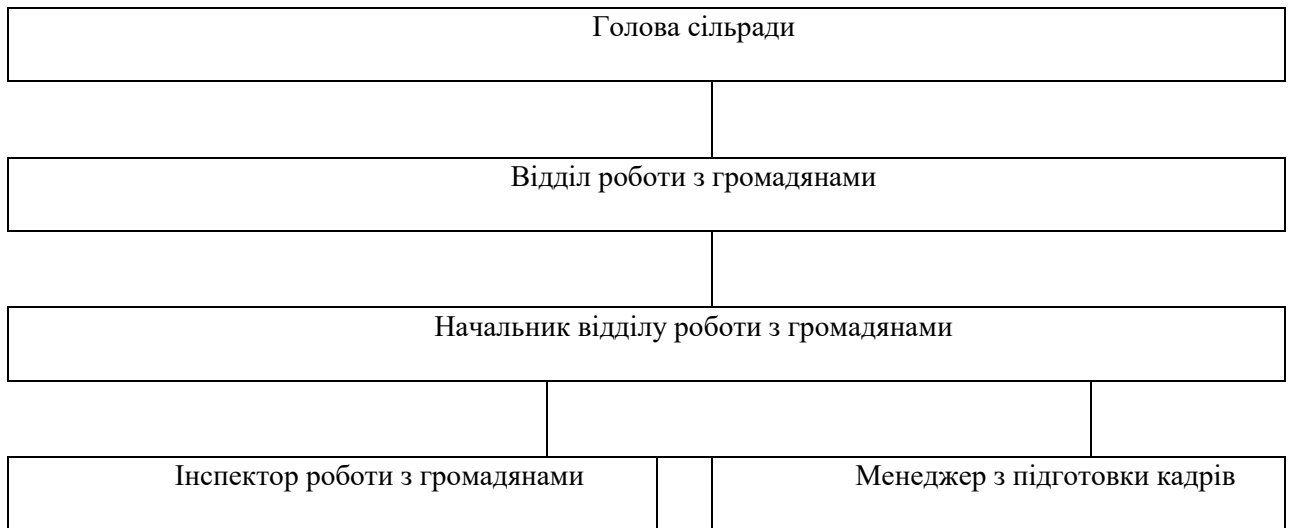 Голова сільради
Відділ роботи з громадянами
Начальник відділу роботи з громадянами
Інспектор роботи з громадянами
Менеджер з підготовки кадрів